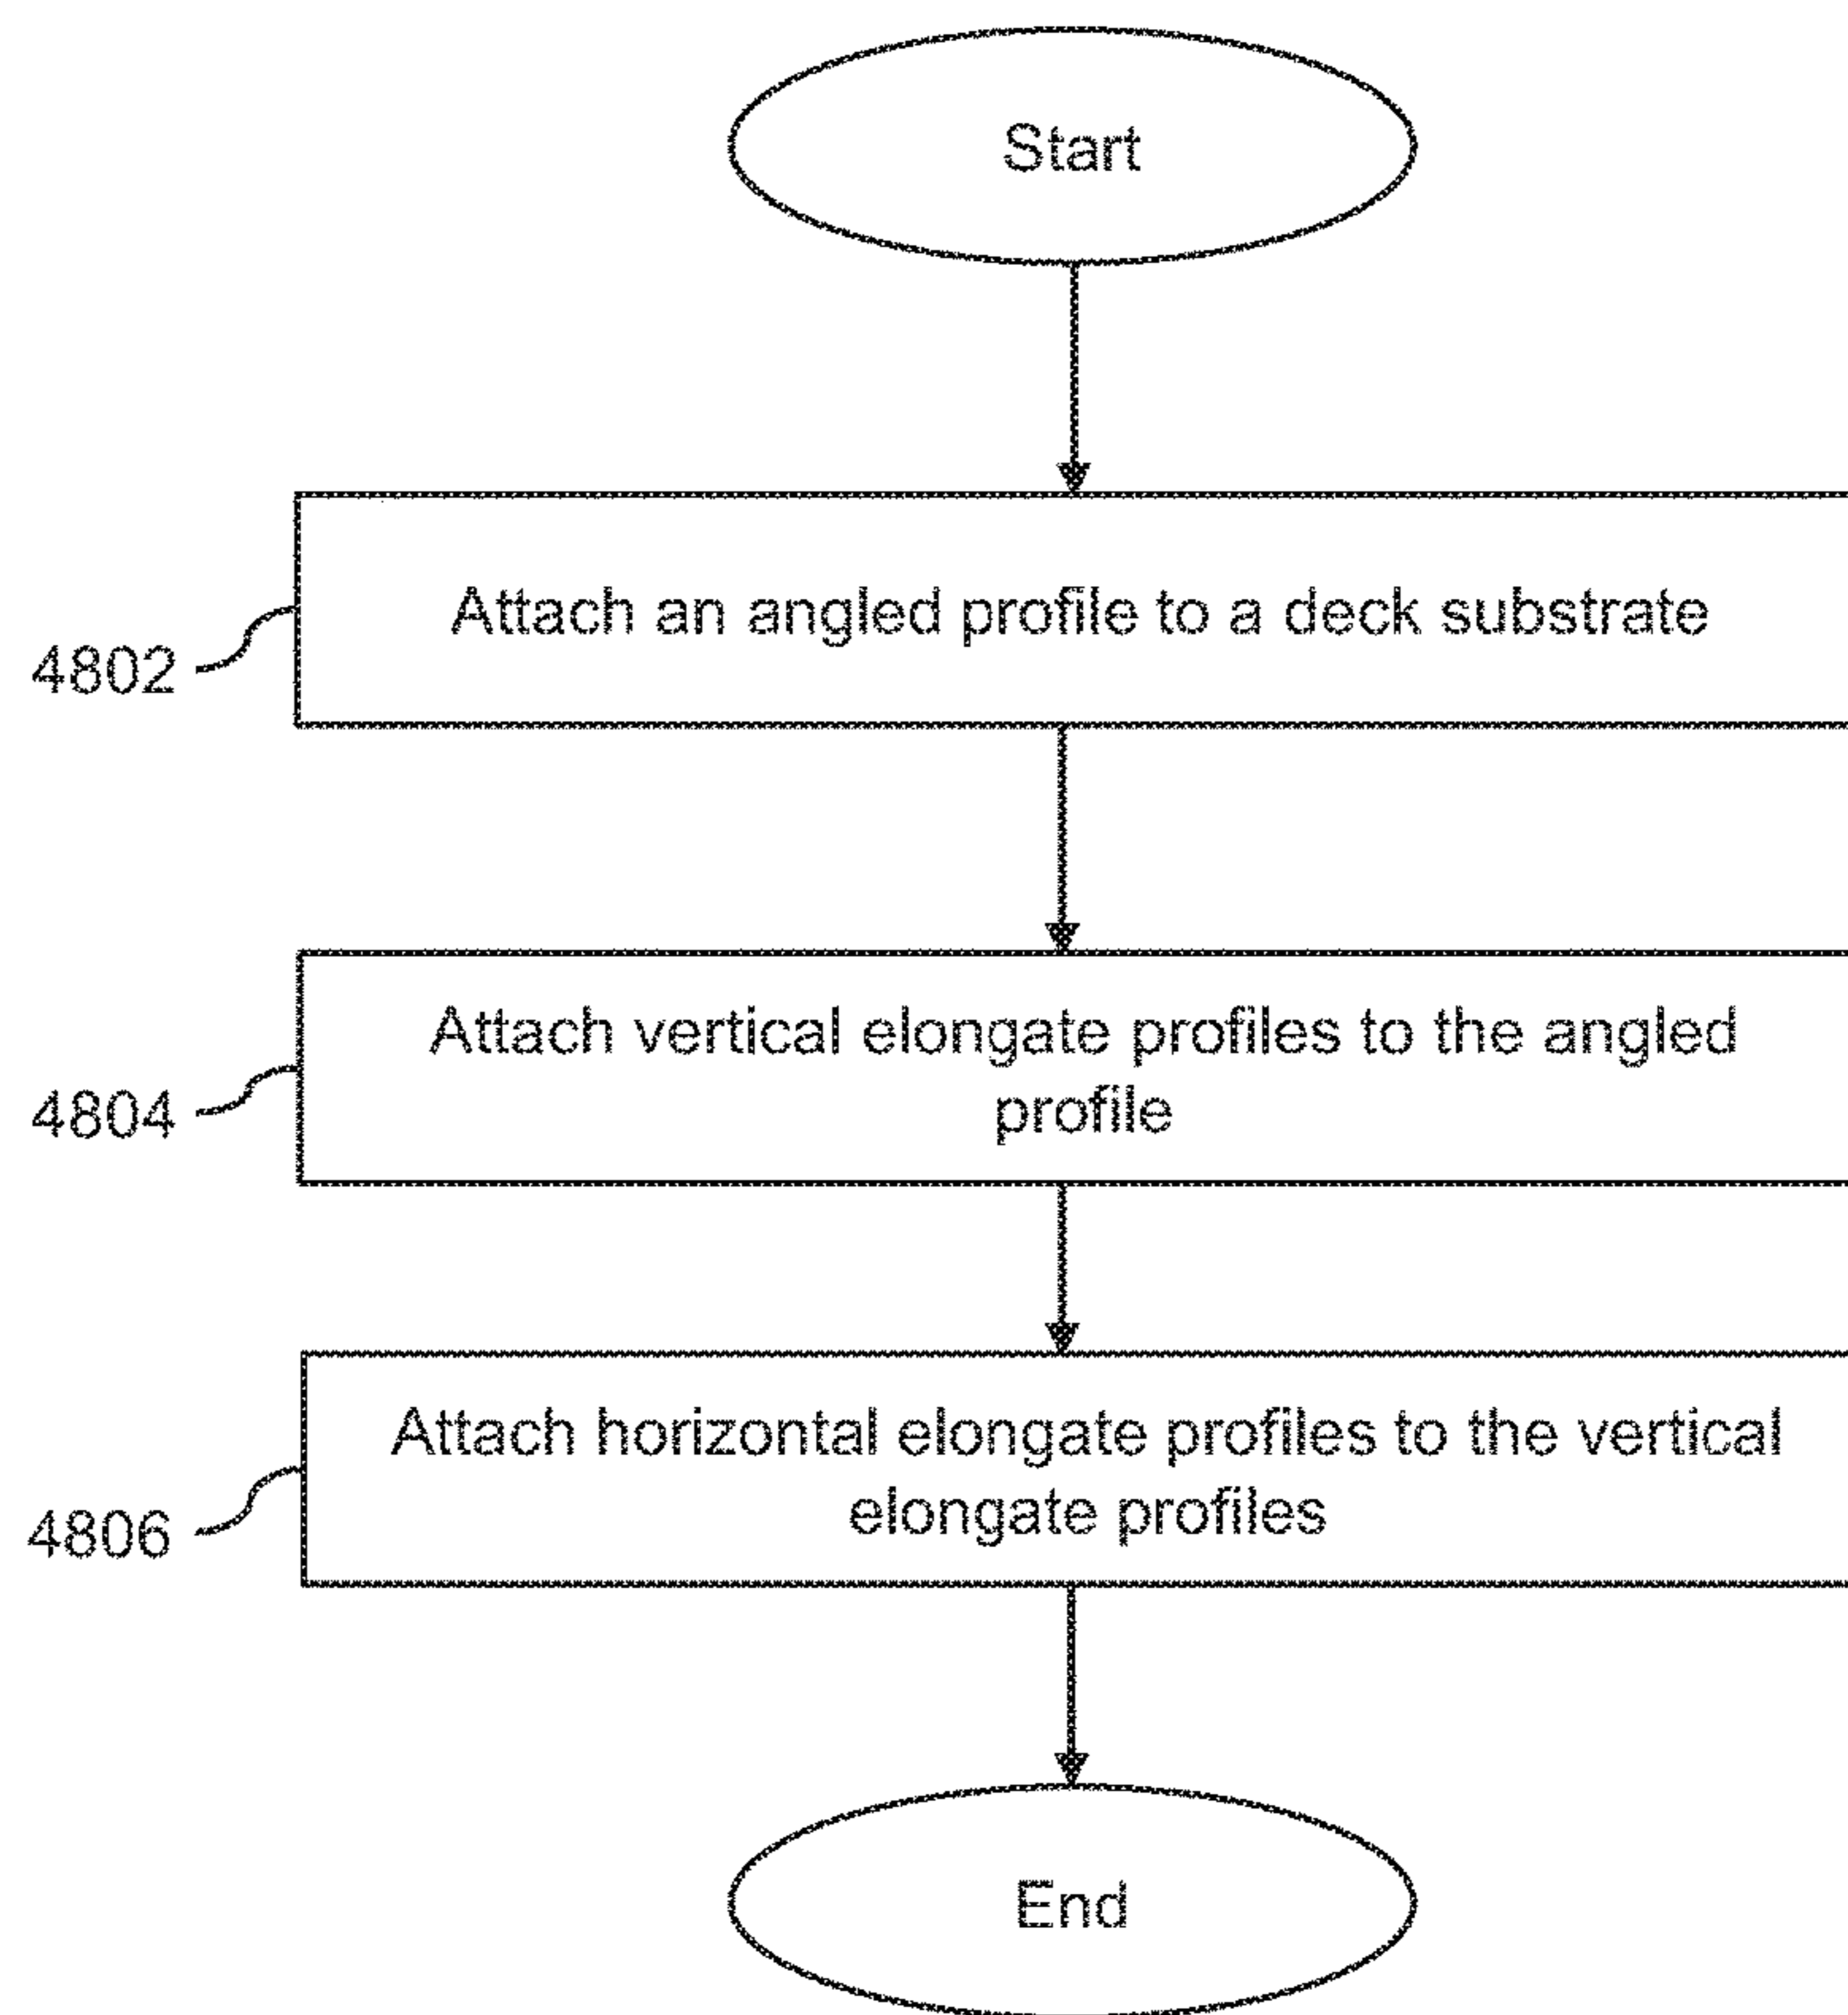 Start
Attach an angled profile to a deck substrate
4802
Attach vertical elongate profiles to the angled
profile
4804
Attach horizontal elongate profiles to the vertical
elongate profiles
4806
End